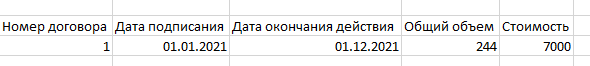 Номер договора Дата подписания Дата окончания действия Общий объем Стоимость
1 01.01.2021 01.12.2021 244 7000